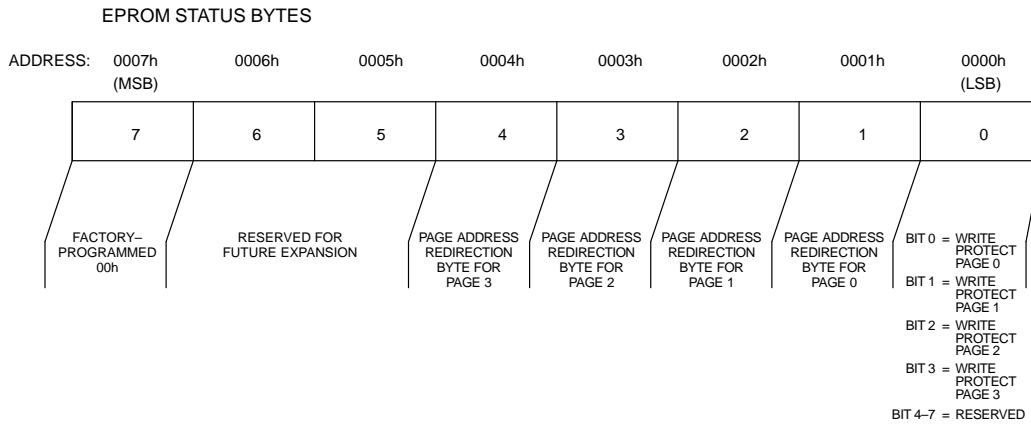 EPROM STATUS BYTES
ADDRESS: 0007h 0006h 0005h 0004h 0003h 0002h 0001h 0000h
(MSB) (LSB)
7 6 5 4 3 2 1 0
FACTORY–
PROGRAMMED
00h
RESERVED FOR
FUTURE EXPANSION
PAGE ADDRESS
REDIRECTION
BYTE FOR
PAGE 3
PAGE ADDRESS
REDIRECTION
BYTE FOR
PAGE 2
PAGE ADDRESS
REDIRECTION
BYTE FOR
PAGE 1
PAGE ADDRESS
REDIRECTION
BYTE FOR
PAGE 0
BIT 0 = WRITE
PROTECT
PAGE 0
BIT 1 = WRITE
PROTECT
PAGE 1
BIT 2 = WRITE
PROTECT
PAGE 2
BIT 3 = WRITE
PROTECT
PAGE 3
BIT 4–7 = RESERVED